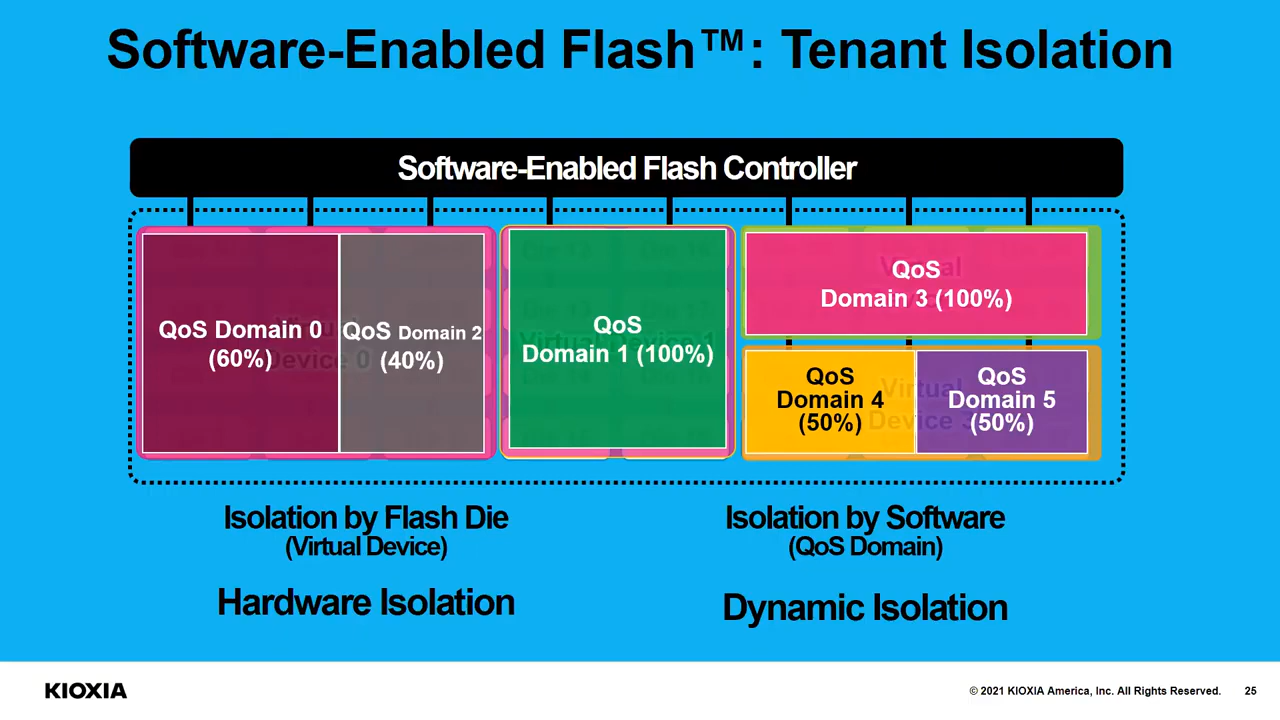 Software-Enabled Flash™: Tenant Isolation
Software-Enabled Flash Controller
QoS Domain 0
(60%)
QoS Domain 2
(40%)
QoS
Domain 1 (100%)
QoS
Domain 3 (100%)
QoS
Domain 4
(50%)
QoS
Domain 5
(50%)
Isolation by Flash Die
(Virtual Device)
Hardware Isolation
Isolation by Software
(QoS Domain)
Dynamic Isolation
KIOXIA
© 2021 KIOXIA America, Inc. All Rights Reserved.
25